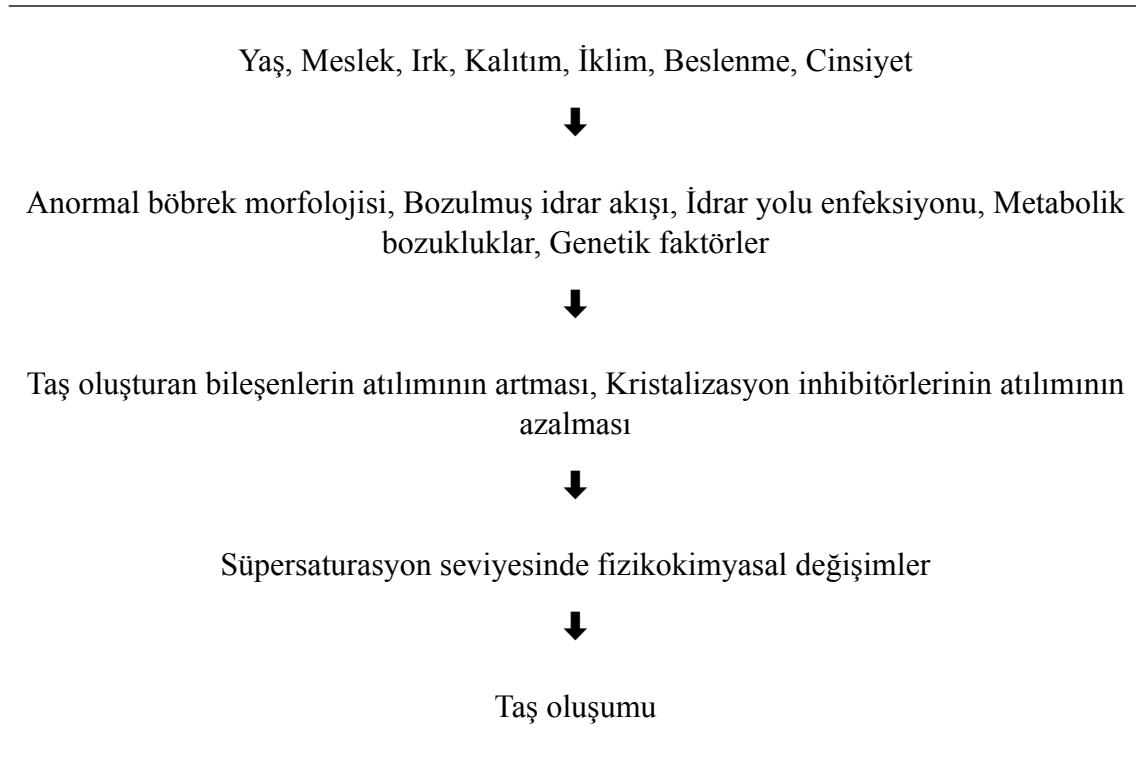 Yaş, Meslek, Irk, Kalıtım, İklim, Beslenme, Cinsiyet
Anormal böbrek morfolojisi, Bozulmuş idrar akışı, İdrar yolu enfeksiyonu, Metabolik
bozukluklar, Genetik faktörler
Taş oluşturan bileşenlerin atılımının artması, Kristalizasyon inhibitörlerinin atılımının
azalması
Süpersaturasyon seviyesinde fizikokimyasal değişimler
Taş oluşumu